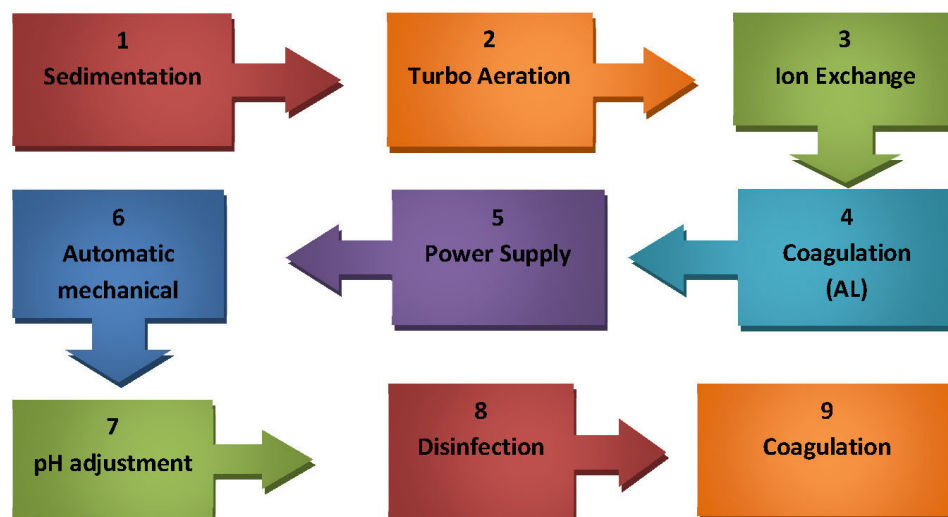 1
Sedimentation
2
Turbo Aeration
3
Ion Exchange
4
Coagulation
(AL)
5
Power Supply
6
Automatic
mechanical
7
pH adjustment
8
Disinfection
9
Coagulation